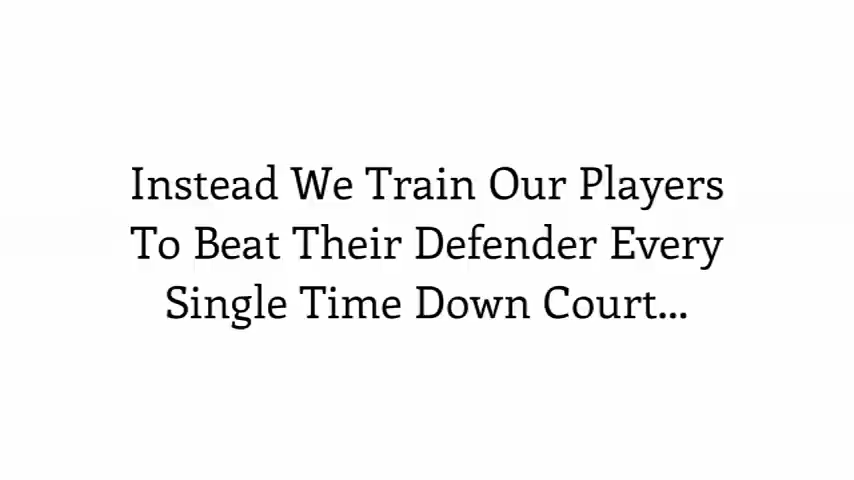 Instead We Train Our Players
To Beat Their Defender Every
Single Time Down Court...